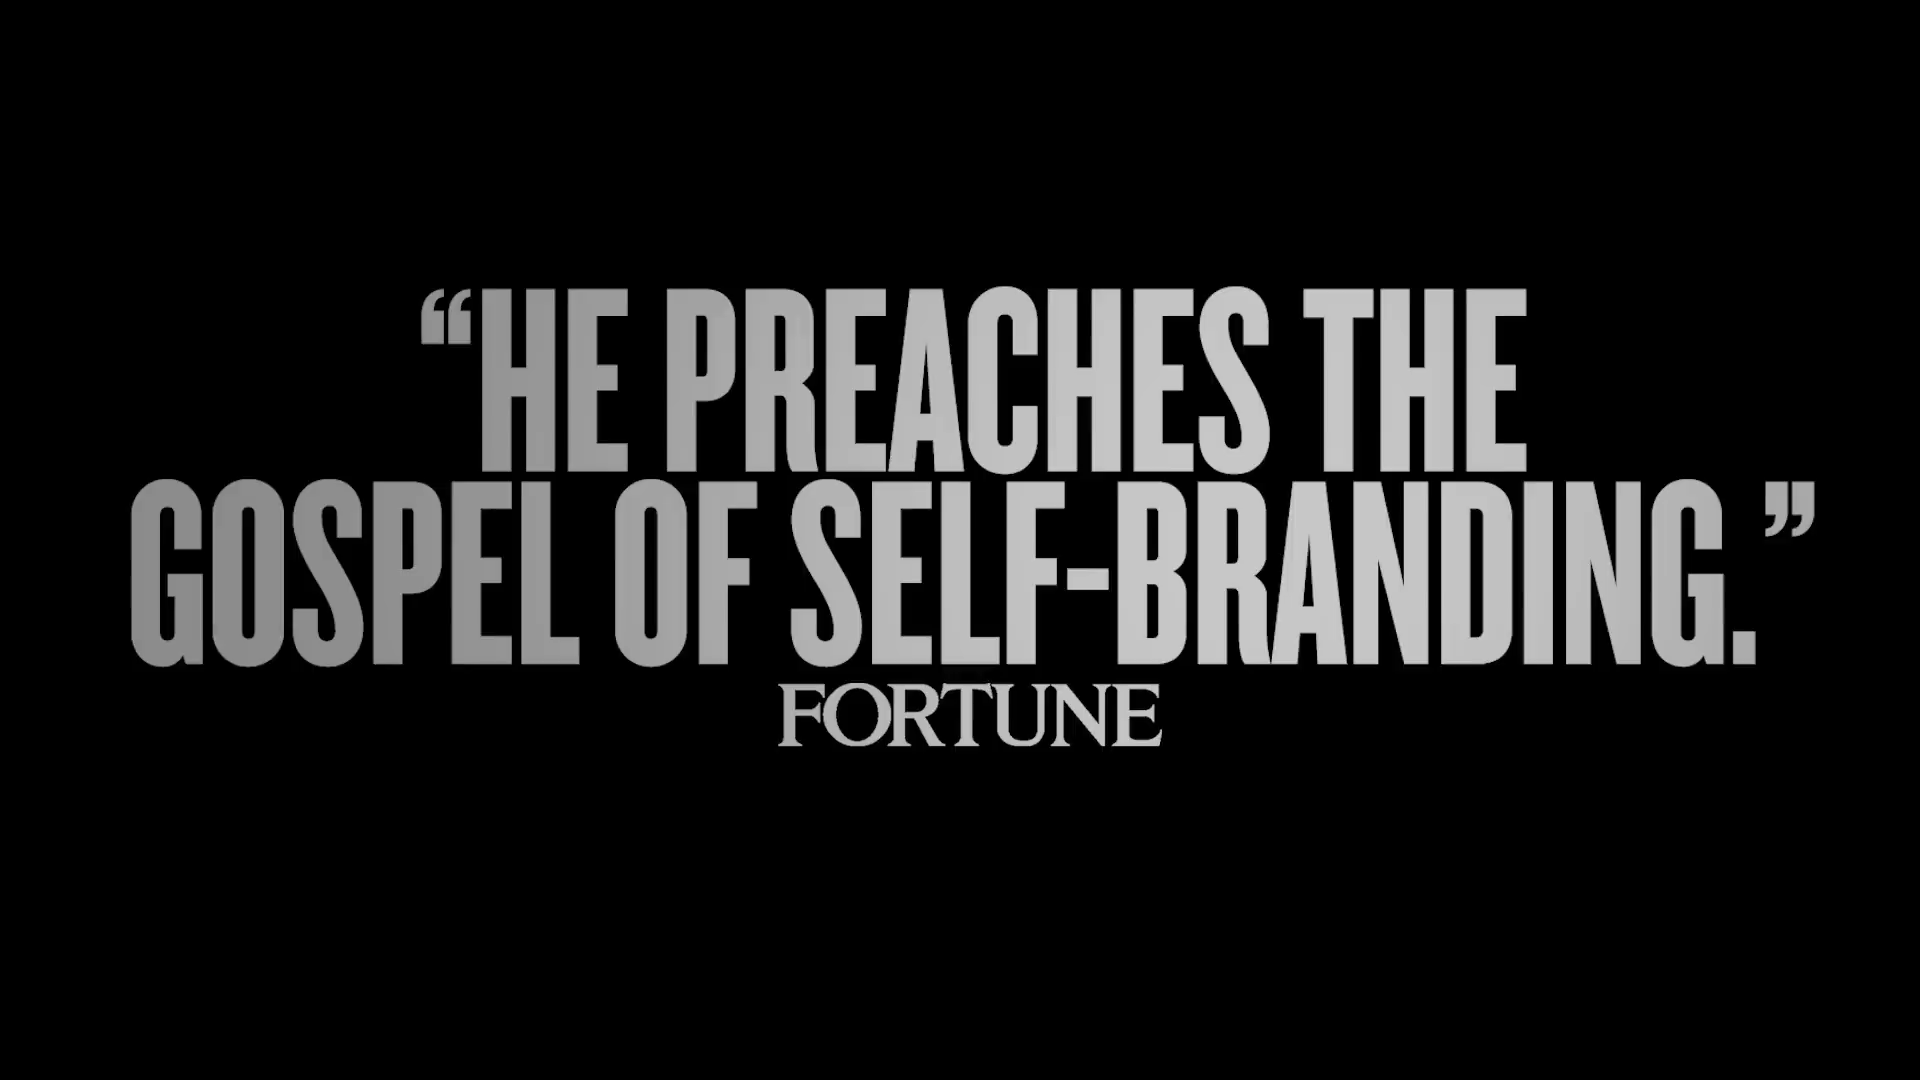 “HE PREACHES THE
GOSPEL OF SELF-BRANDING.”
FORTUNE